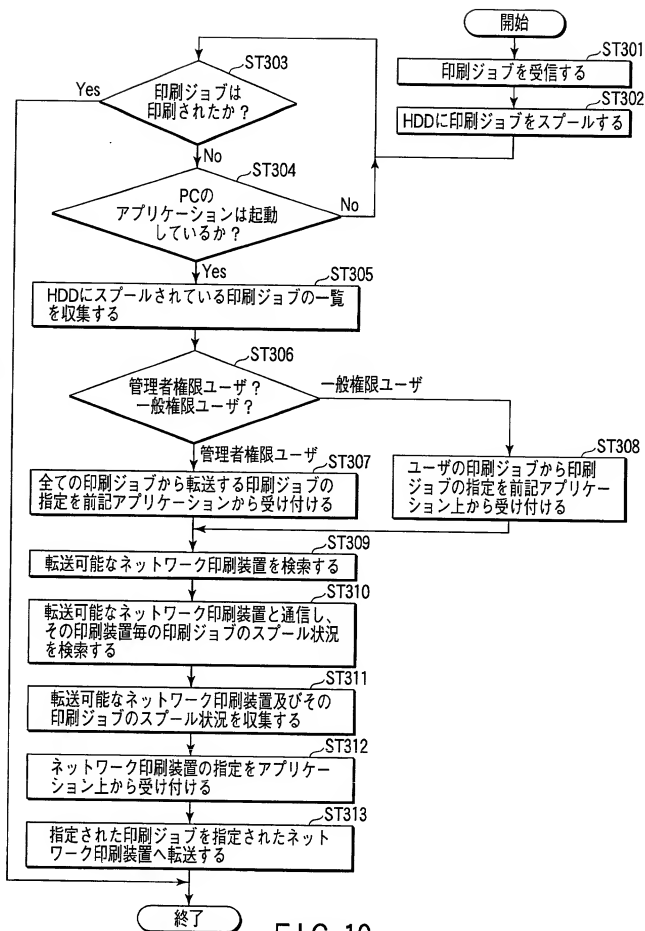 開始
ST301
印刷ジョブを受信する
ST302
HDDに印刷ジョブをスプールする
ST303
印刷ジョブは
印刷されたか？
Yes
No
ST304
PCの
アプリケーションは起動
しているか？
No
Yes
ST305
HDDにスプールされている印刷ジョブの一覧
を収集する
ST306
管理者権限ユーザ？
一般権限ユーザ？
一般権限ユーザ
管理者権限ユーザ
ST307
全ての印刷ジョブから転送する印刷ジョブの
指定を前記アプリケーションから受け付ける
ST308
ユーザの印刷ジョブから印刷
ジョブの指定を前記アプリケー
ション上から受け付ける
ST309
転送可能なネットワーク印刷装置を検索する
ST310
転送可能なネットワーク印刷装置と通信し、
その印刷装置毎の印刷ジョブのスプール状況
を検索する
ST311
転送可能なネットワーク印刷装置及びその
印刷ジョブのスプール状況を収集する
ST312
ネットワーク印刷装置の指定をアプリケー
ション上から受け付ける
ST313
指定された印刷ジョブを指定されたネット
ワーク印刷装置へ転送する
終了